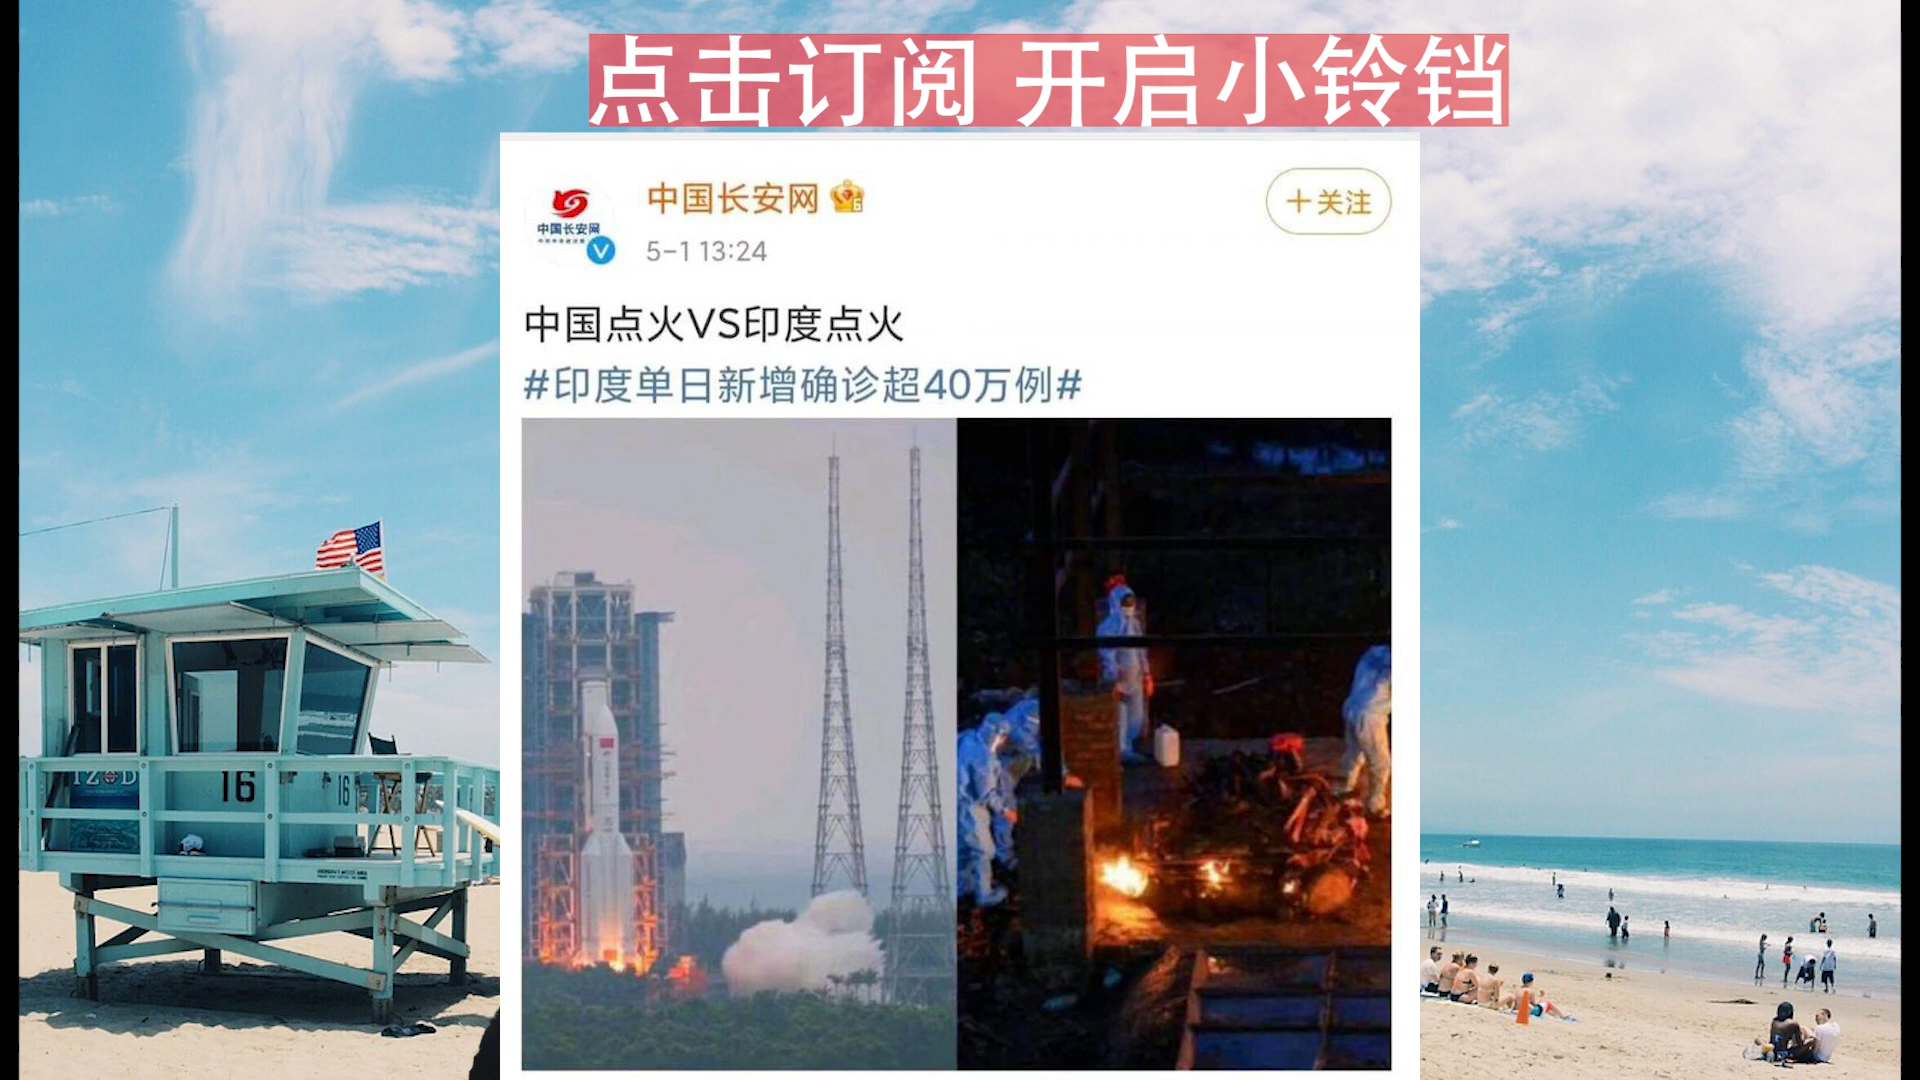 点击订阅 开启小铃铛
中国长安网
中国长安网
+关注
5-1 13:24
中国点火VS印度点火
#印度单日新增确诊超40万例#
IZOD
16
16